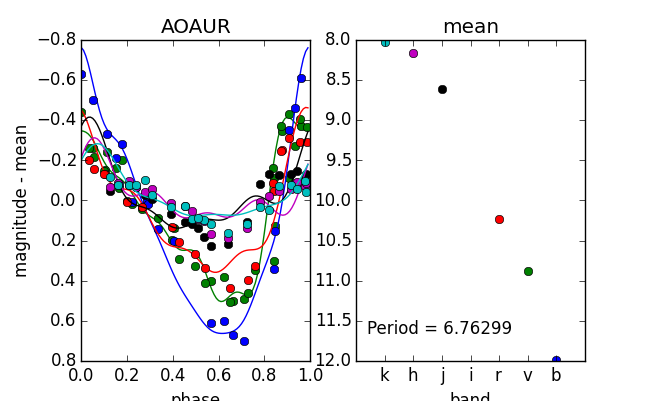 AOAUR
mean
−0.8
−0.6
−0.4
−0.2
0.0
0.2
0.4
0.6
0.8
magnitude - mean
0.0 0.2 0.4 0.6 0.8 1.0
phase
8.0
8.5
9.0
9.5
10.0
10.5
11.0
11.5
12.0
Period = 6.76299
k h j i r v b
band